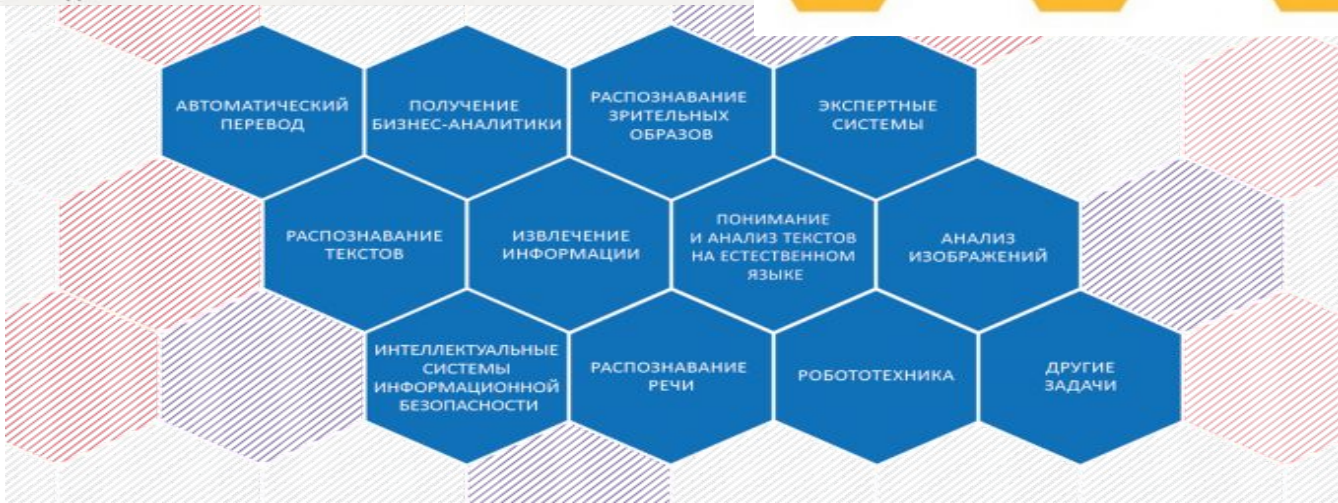 АВТОМАТИЧЕСКИЙ
ПЕРЕВОД
ПОЛУЧЕНИЕ
БИЗНЕС-АНАЛИТИКИ
РАСПОЗНАВАНИЕ
ЗРИТЕЛЬНЫХ
ОБРАЗОВ
ЭКСПЕРТНЫЕ
СИСТЕМЫ
РАСПОЗНАВАНИЕ
ТЕКСТОВ
ИЗВЛЕЧЕНИЕ
ИНФОРМАЦИИ
ПОНИМАНИЕ
И АНАЛИЗ ТЕКСТОВ
НА ЕСТЕСТВЕННОМ
ЯЗЫКЕ
АНАЛИЗ
ИЗОБРАЖЕНИЙ
ИНТЕЛЛЕКТУАЛЬНЫЕ
СИСТЕМЫ
ИНФОРМАЦИОННОЙ
БЕЗОПАСНОСТИ
РАСПОЗНАВАНИЕ
РЕЧИ
РОБОТОТЕХНИКА
ДРУГИЕ
ЗАДАЧИ